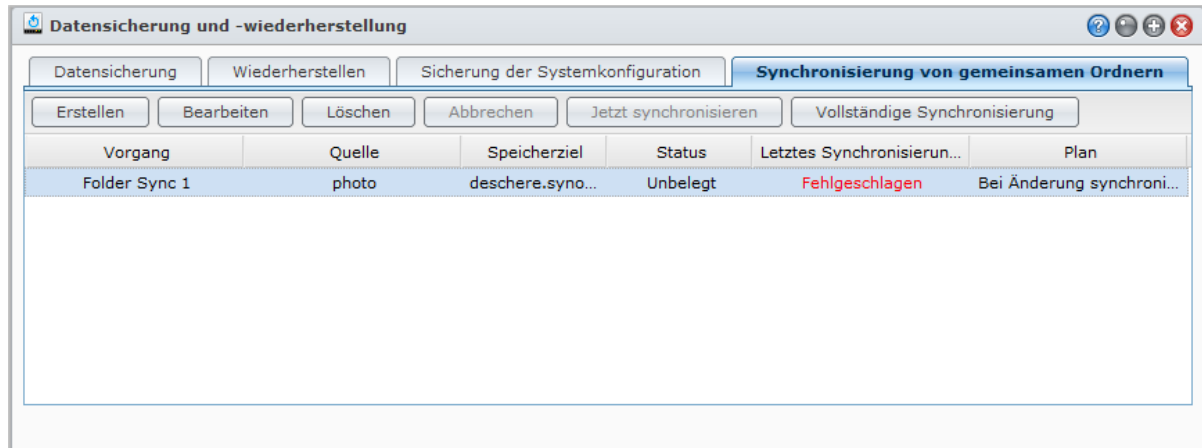 Datensicherung und -wiederherstellung
Datensicherung Wiederherstellen Sicherung der Systemkonfiguration Synchronisierung von gemeinsamen Ordnern
Erstellen Bearbeiten Löschen Abbrechen Jetzt synchronisieren Vollständige Synchronisierung
Vorgang Quelle Speicherziel Status Letztes Synchronisierun... Plan
Folder Sync 1 photo deschere.syno... Unbelegt Fehlgeschlagen Bei Änderung synchroni...